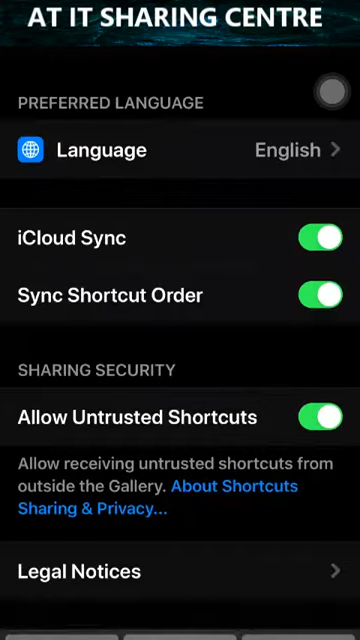 AT IT SHARING CENTRE
PREFERRED LANGUAGE
Language English
iCloud Sync
Sync Shortcut Order
SHARING SECURITY
Allow Untrusted Shortcuts
Allow receiving untrusted shortcuts from
outside the Gallery. About Shortcuts
Sharing & Privacy...
Legal Notices